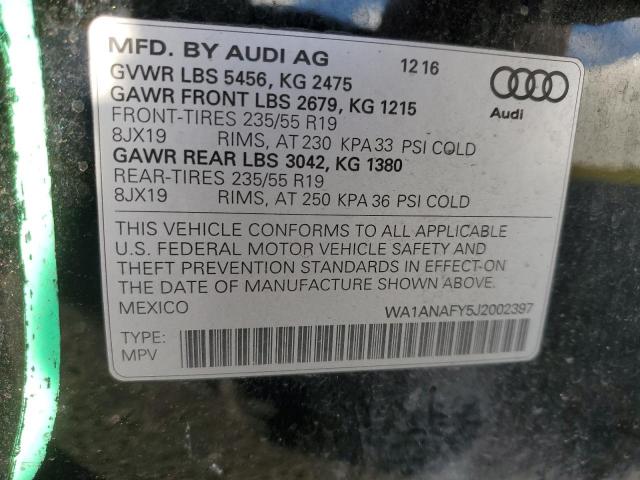 MFD. BY AUDI AG 12 16
GVWR LBS 5456, KG 2475
GAWR FRONT LBS 2679, KG 1215
FRONT-TIRES 235/55 R19
8JX19 RIMS, AT 230 KPA 33 PSI COLD
GAWR REAR LBS 3042, KG 1380
REAR-TIRES 235/55 R19
8JX19 RIMS, AT 250 KPA 36 PSI COLD
Audi
THIS VEHICLE CONFORMS TO ALL APPLICABLE
U.S. FEDERAL MOTOR VEHICLE SAFETY AND
THEFT PREVENTION STANDARDS IN EFFECT-ON
THE DATE OF MANUFACTURE SHOWN ABOVE.
MEXICO WA1ANAFY5J2002397
TYPE:
MPV